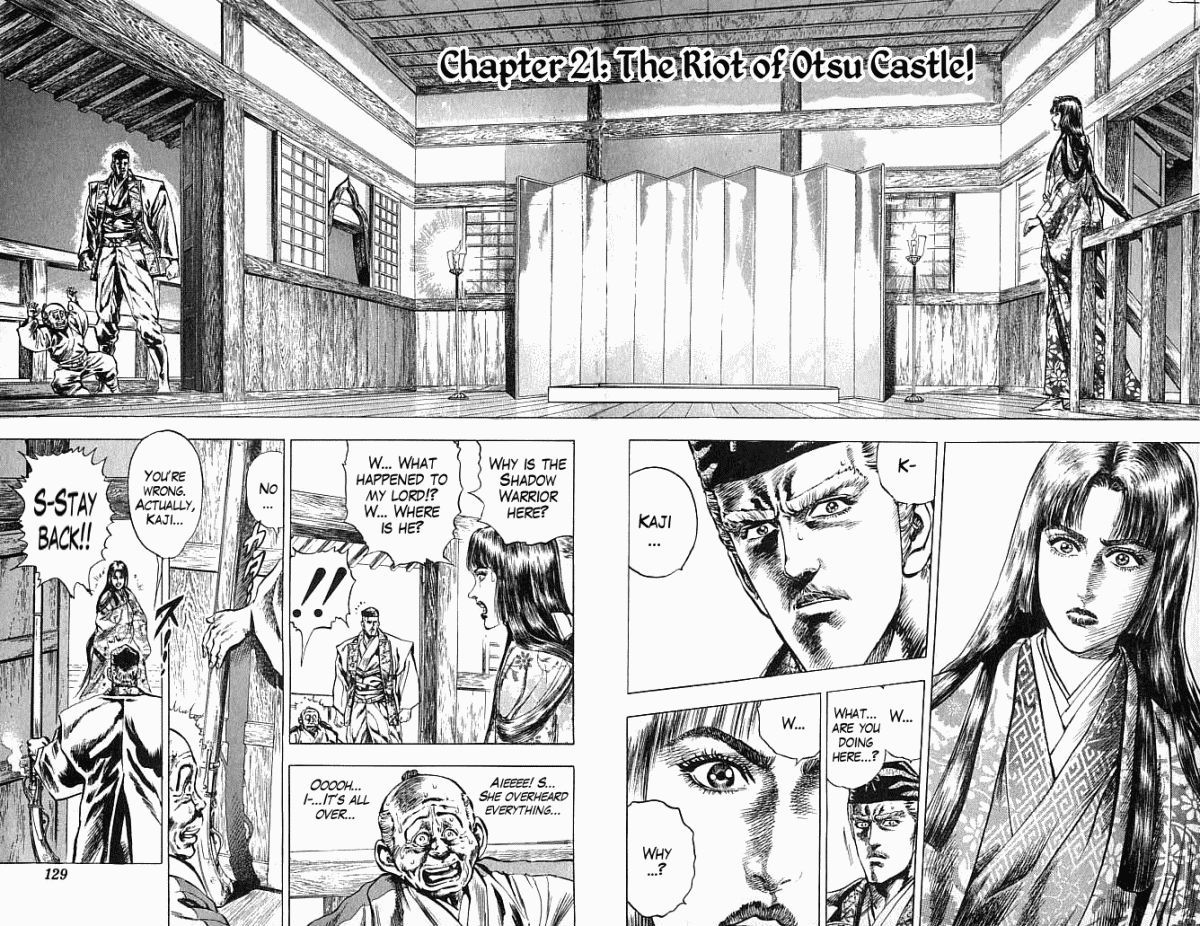 Chapter 21: The Riot of Otsu Castle!
K-
KAJI
...
W...
WHAT...
ARE YOU
DOING
HERE...?
W...
WHY
...?
WHY IS THE
SHADOW
WARRIOR
HERE?
W... WHAT
HAPPENED TO
MY LORD!?
W... WHERE
IS HE?
!!
AIEEEE! S...
SHE OVERHEARD
EVERYTHING...
OOOOH...
I-...IT'S ALL
OVER...
NO
...
YOU'RE
WRONG.
ACTUALLY,
KAJI...
S-STAY
BACK!!
129